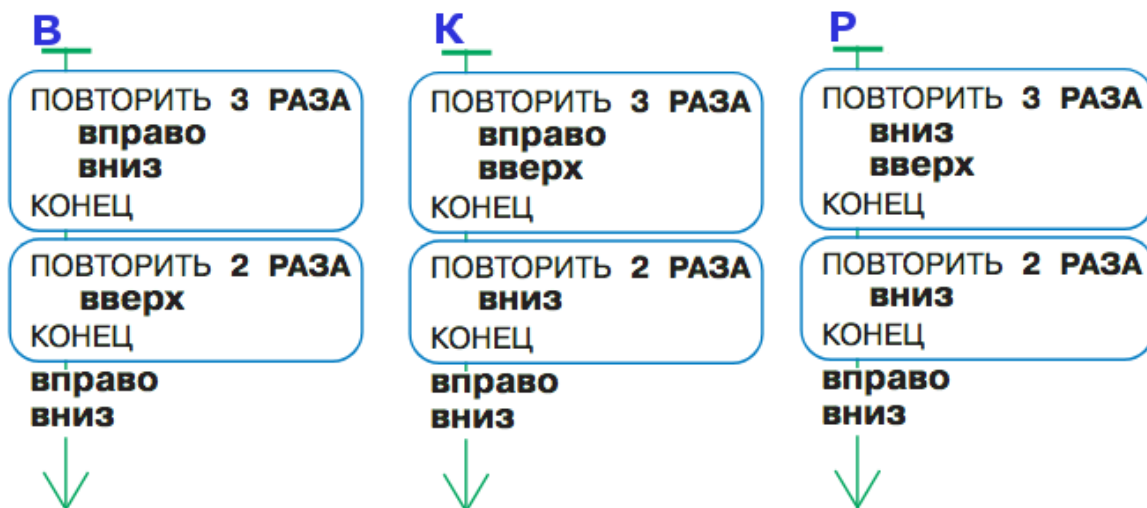 В
ПОВТОРИТЬ 3 РАЗА
вправо
вниз
КОНЕЦ
ПОВТОРИТЬ 2 РАЗА
вверх
КОНЕЦ
вправо
вниз
К
ПОВТОРИТЬ 3 РАЗА
вправо
вверх
КОНЕЦ
ПОВТОРИТЬ 2 РАЗА
вниз
КОНЕЦ
вправо
вниз
Р
ПОВТОРИТЬ 3 РАЗА
вниз
вверх
КОНЕЦ
ПОВТОРИТЬ 2 РАЗА
вниз
КОНЕЦ
вправо
вниз